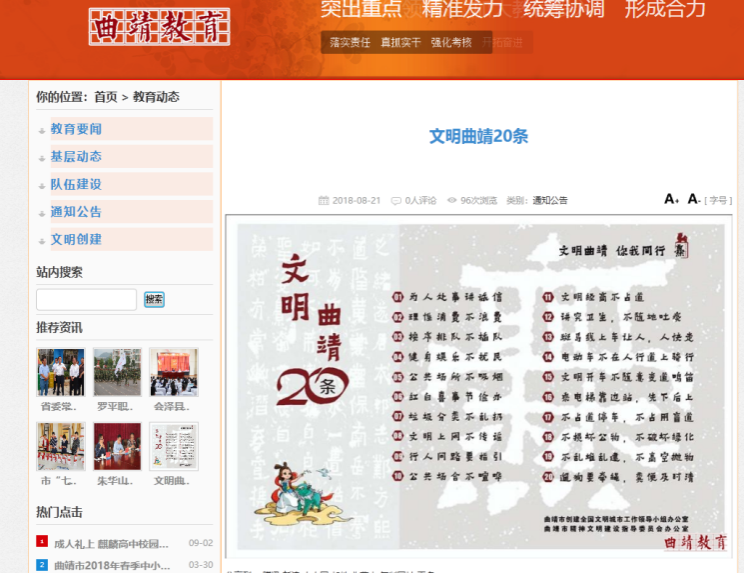 突出重点 精准发力 统筹协调 形成合力
曲靖教育
落实责任 真抓实干 强化考核 开拓奋进
你的位置：首页 > 教育动态
教育要闻
基层动态
队伍建设
通知公告
文明创建
站内搜索
搜索
推荐资讯
省委常..
罗平职..
会泽县..
市“七..
朱华山..
文明曲..
热门点击
1 成人礼上 麒麟高中校园... 09-02
2 曲靖市2018年春季中小... 03-30
文明曲靖20条
2018-08-21 0人评论 96次浏览 类别：通知公告
A+ A- [ 字号 ]
文明曲靖 你我同行
文明
曲靖
20条
01 为人处事讲诚信
02 理性消费不浪费
03 按序排队不插队
04 健身娱乐不扰民
05 公共场所不吸烟
06 红白喜事节俭办
07 垃圾分类不乱扔
08 文明上网不传谣
09 行人问路要指引
10 公共场合不喧哗
11 文明经商不占道
12 讲究卫生，不随地吐痰
13 斑马线上车让人，人快走
14 电动车不在人行道上骑行
15 文明开车不随意变道鸣笛
16 乘电梯靠边站，先下后上
17 不占道停车，不占用盲道
18 不损坏公物，不破坏绿化
19 不乱堆乱建，不高空抛物
20 遛狗要牵绳，粪便及时清
曲靖市创建全国文明城市工作领导小组办公室
曲靖市精神文明建设指导委员会办公室
曲靖教育